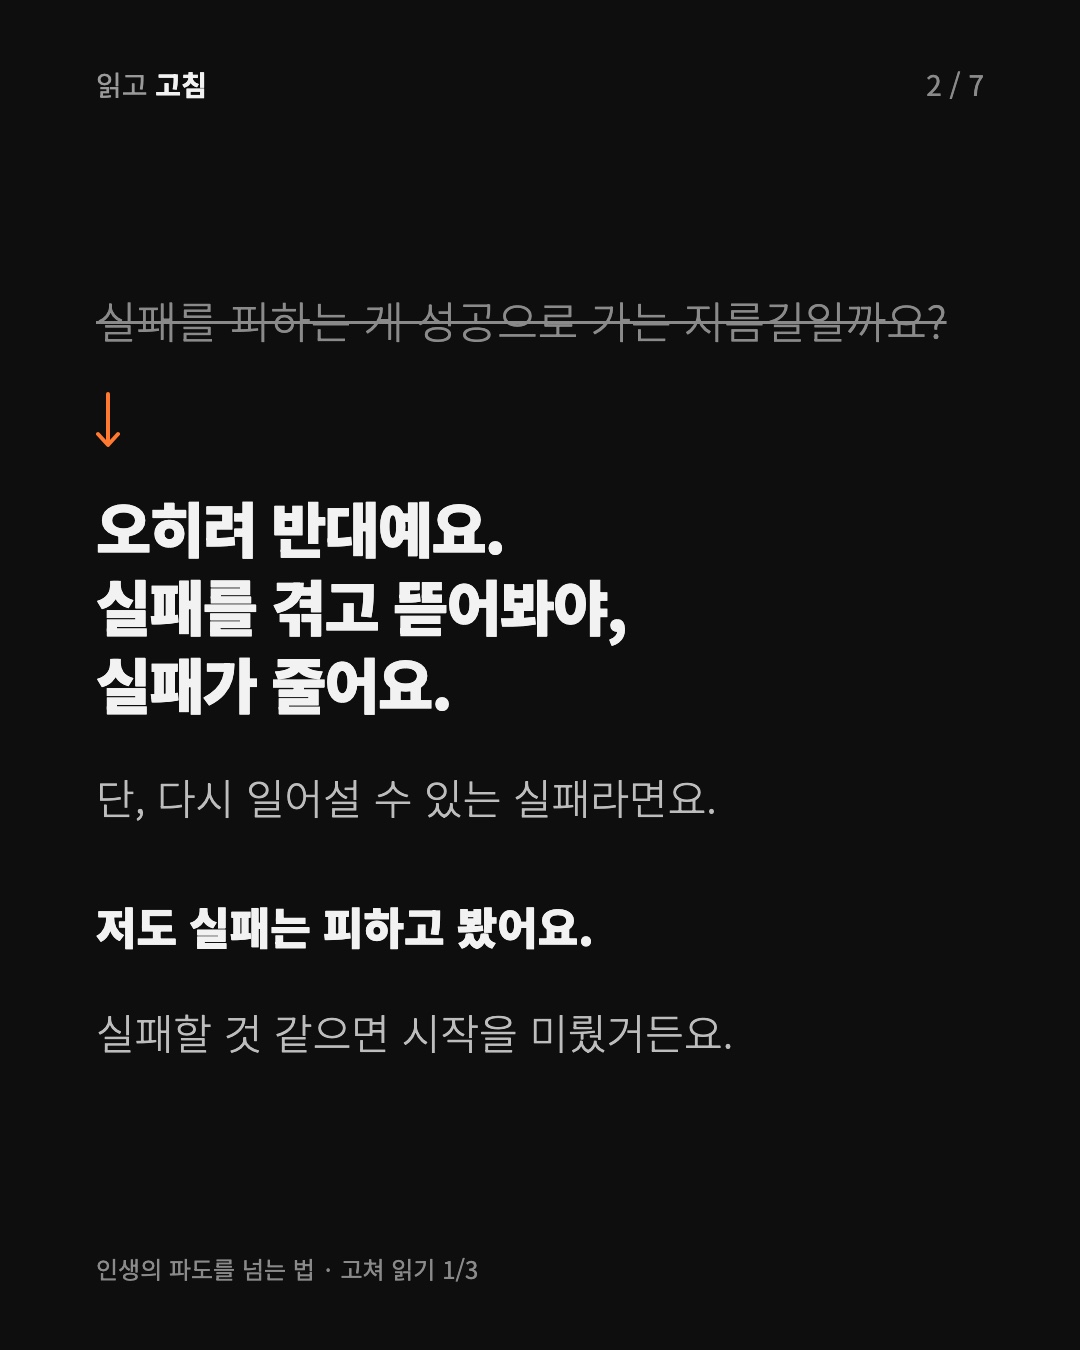 읽고 고침
2 / 7
실패를 피하는 게 성공으로 가는 지름길일까요?
오히려 반대예요.
실패를 겪고 뜯어봐야,
실패가 줄어요.
단, 다시 일어설 수 있는 실패라면요.
저도 실패는 피하고 봤어요.
실패할 것 같으면 시작을 미뤘거든요.
인생의 파도를 넘는 법 · 고쳐 읽기 1/3